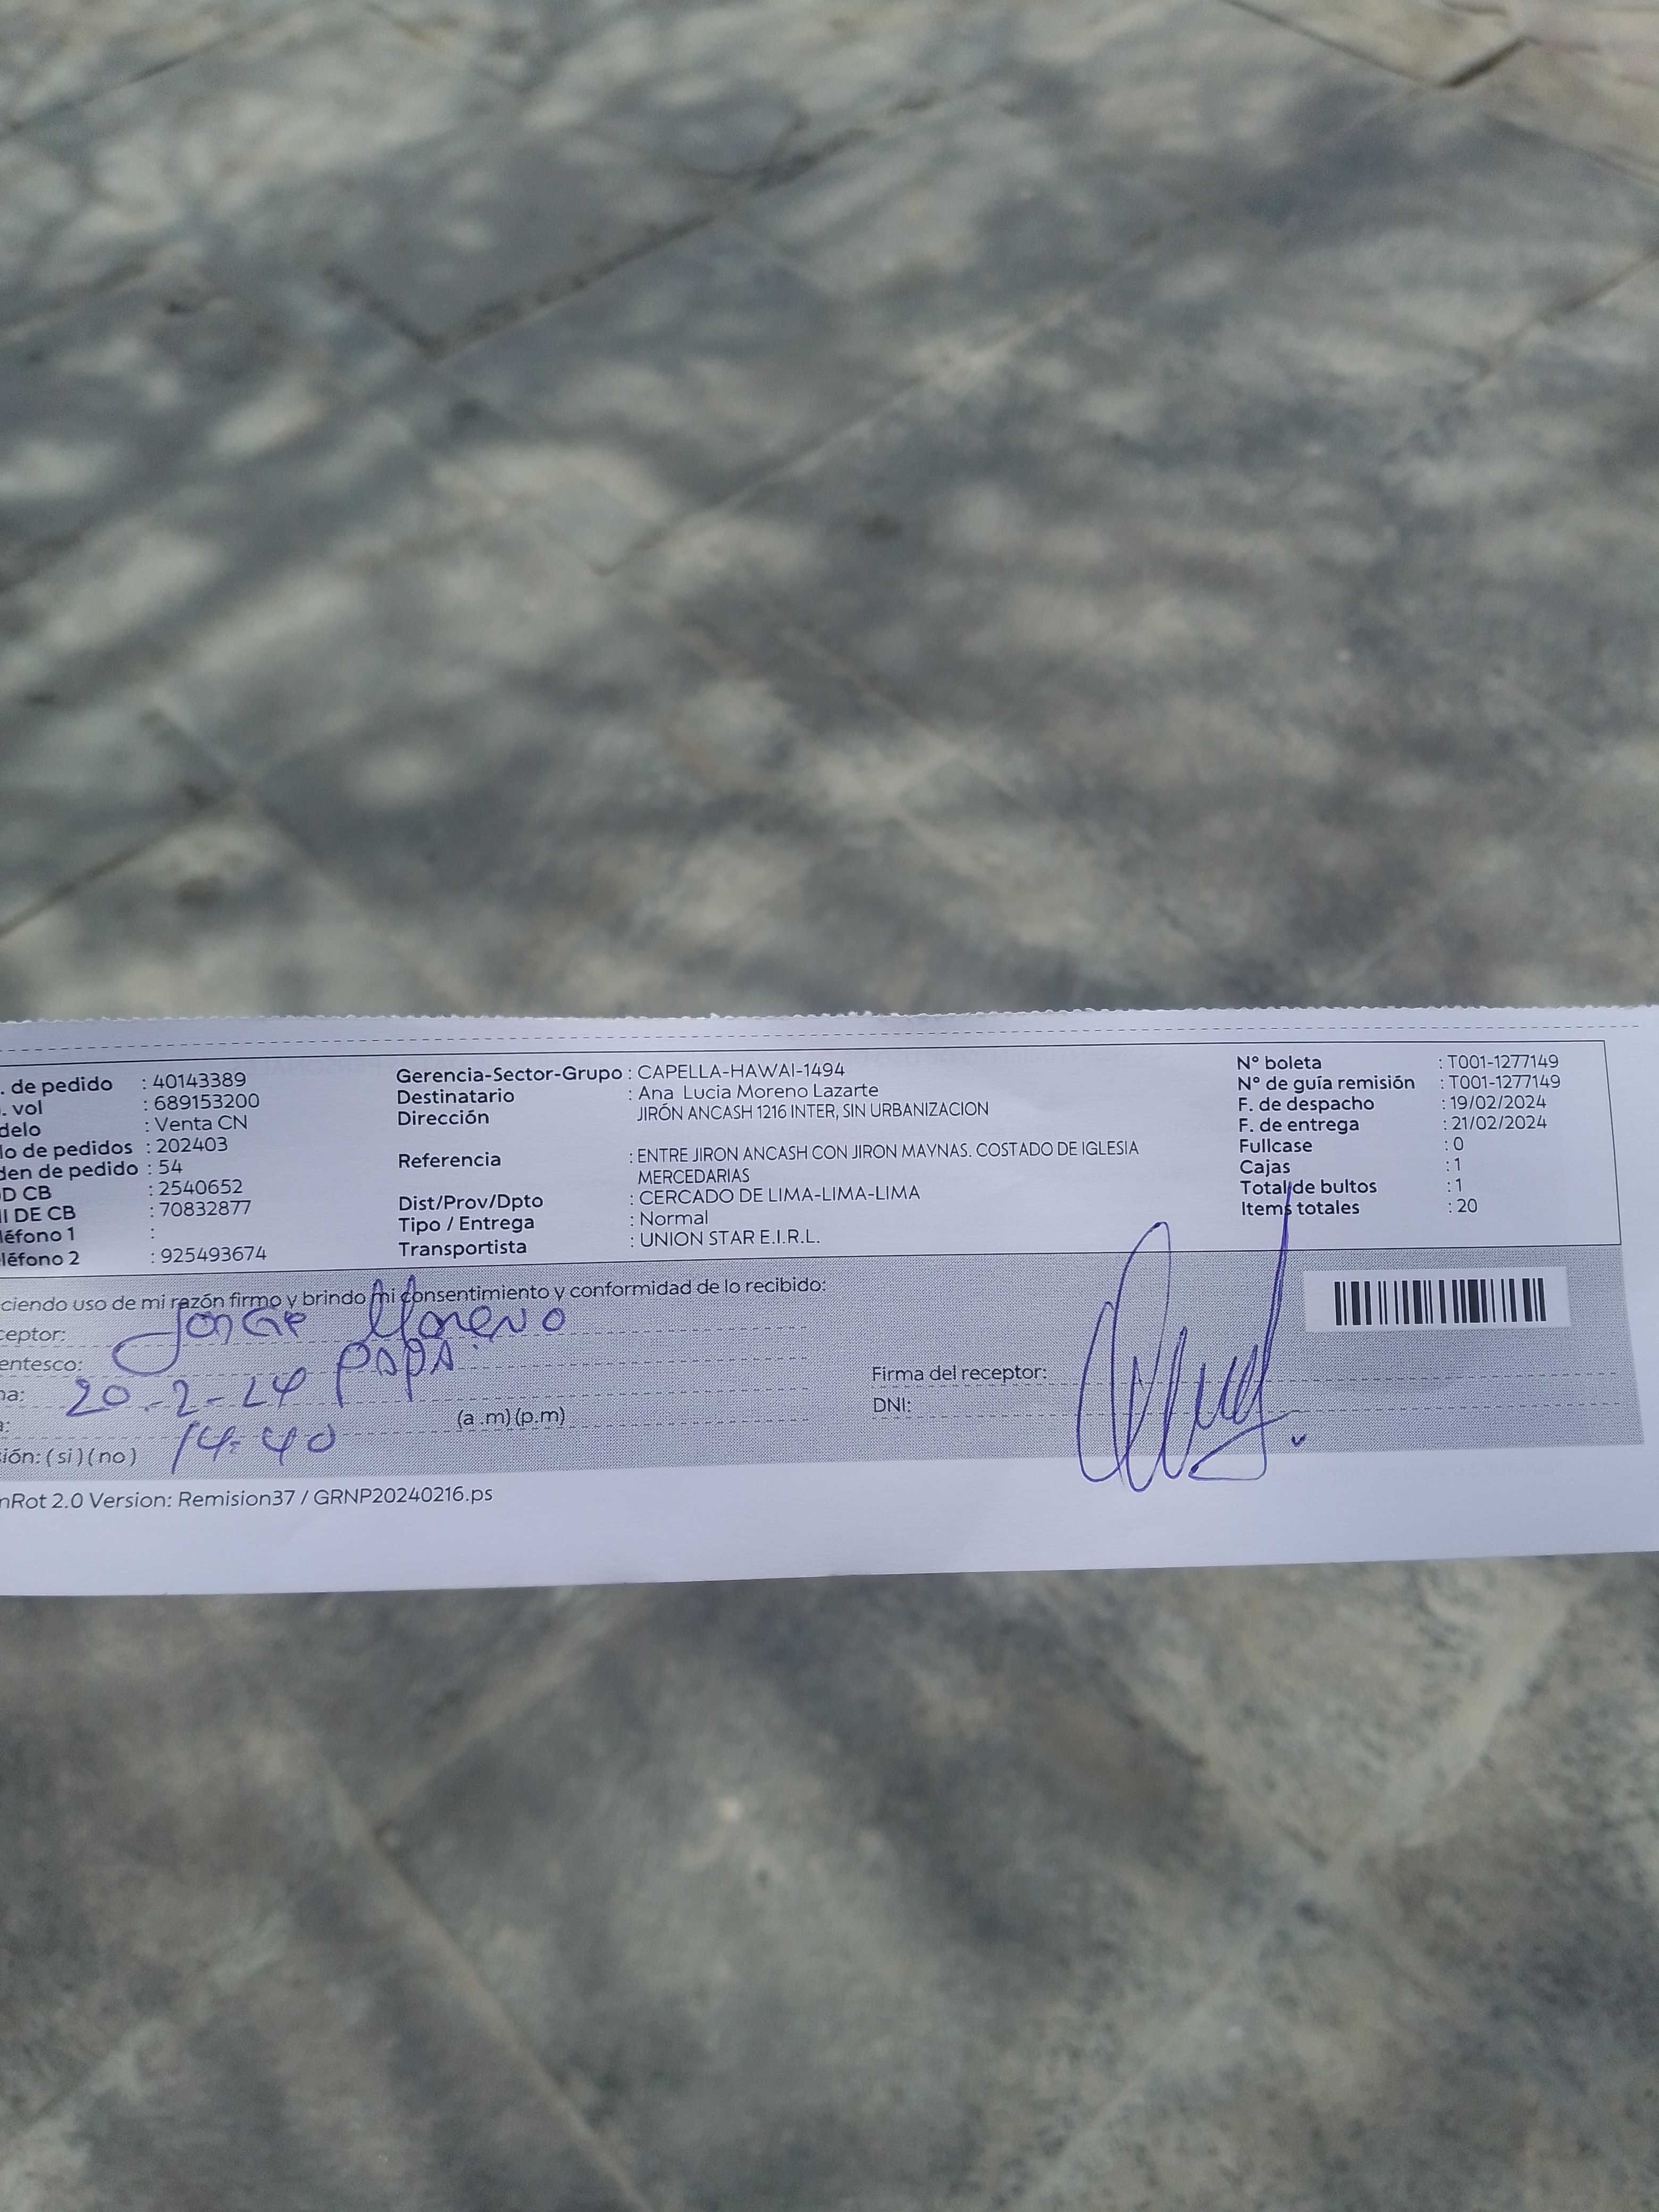 . de pedido : 40143389
. vol : 689153200
delo : Venta CN
lo de pedidos : 202403
den de pedido : 54
D CB : 2540652
I DE CB : 70832877
léfono 1 :
léfono 2 : 925493674
Gerencia-Sector-Grupo : CAPELLA-HAWAI-1494
Destinatario : Ana Lucia Moreno Lazarte
Dirección JIRÓN ANCASH 1216 INTER, SIN URBANIZACION
Referencia : ENTRE JIRON ANCASH CON JIRON MAYNAS. COSTADO DE IGLESIA
MERCEDARIAS
Dist/Prov/Dpto : CERCADO DE LIMA-LIMA-LIMA
Tipo / Entrega : Normal
Transportista : UNION STAR E.I.R.L.
N° boleta : T001-1277149
N° de guía remisión : T001-1277149
F. de despacho : 19/02/2024
F. de entrega : 21/02/2024
Fullcase : 0
Cajas : 1
Total de bultos : 1
Items totales : 20
ciendo uso de mi razón firmo y brindo mi consentimiento y conformidad de lo recibido:
ceptor: Jorge Moreno
entesco: PAPA
ha: 20-2-24
a: 14:40 (a .m) (p.m)
sión: ( si ) ( no )
Firma del receptor:
DNI:
nRot 2.0 Version: Remision37 / GRNP20240216.ps